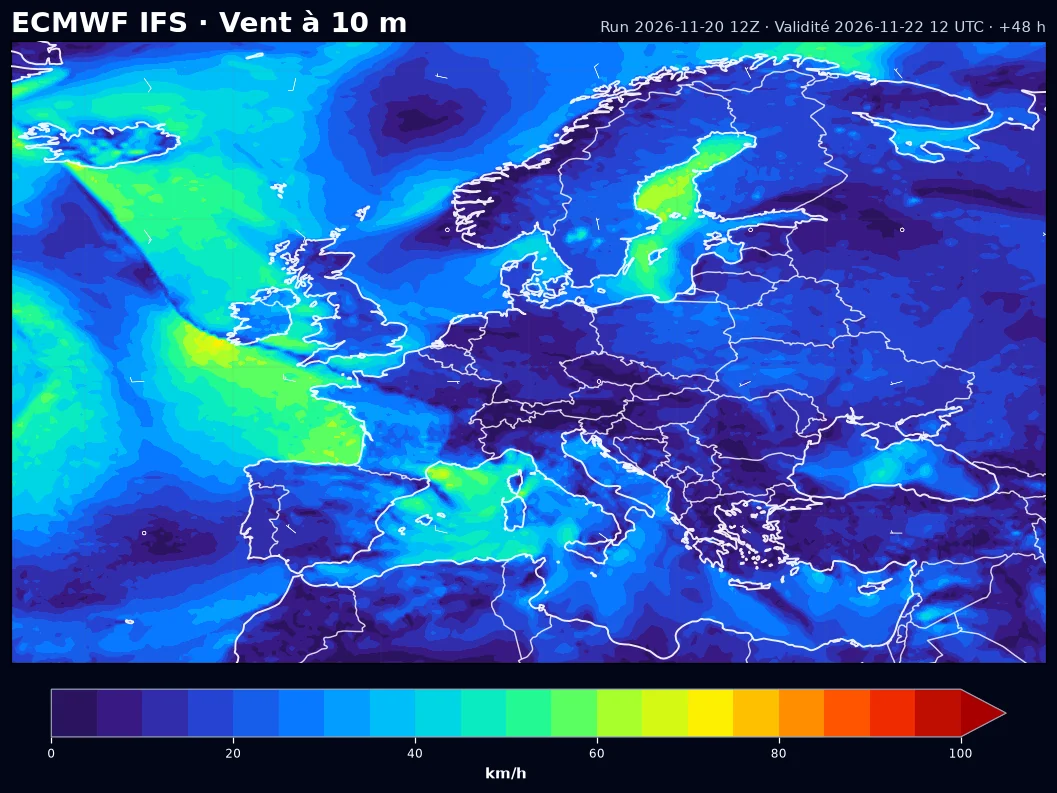 ECMWF IFS · Vent à 10 m
Run 2026-11-20 12Z · Validité 2026-11-22 12 UTC · +48 h
0 20 40 60 80 100
km/h